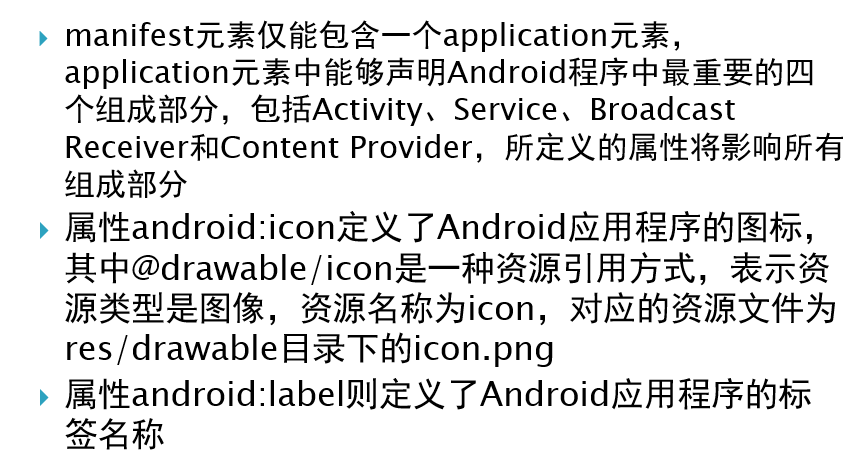 manifest元素仅能包含一个application元素，
application元素中能够声明Android程序中最重要的四
个组成部分，包括Activity、Service、Broadcast
Receiver和Content Provider，所定义的属性将影响所有
组成部分
属性android:icon定义了Android应用程序的图标，
其中@drawable/icon是一种资源引用方式，表示资
源类型是图像，资源名称为icon，对应的资源文件为
res/drawable目录下的icon.png
属性android:label则定义了Android应用程序的标
签名称